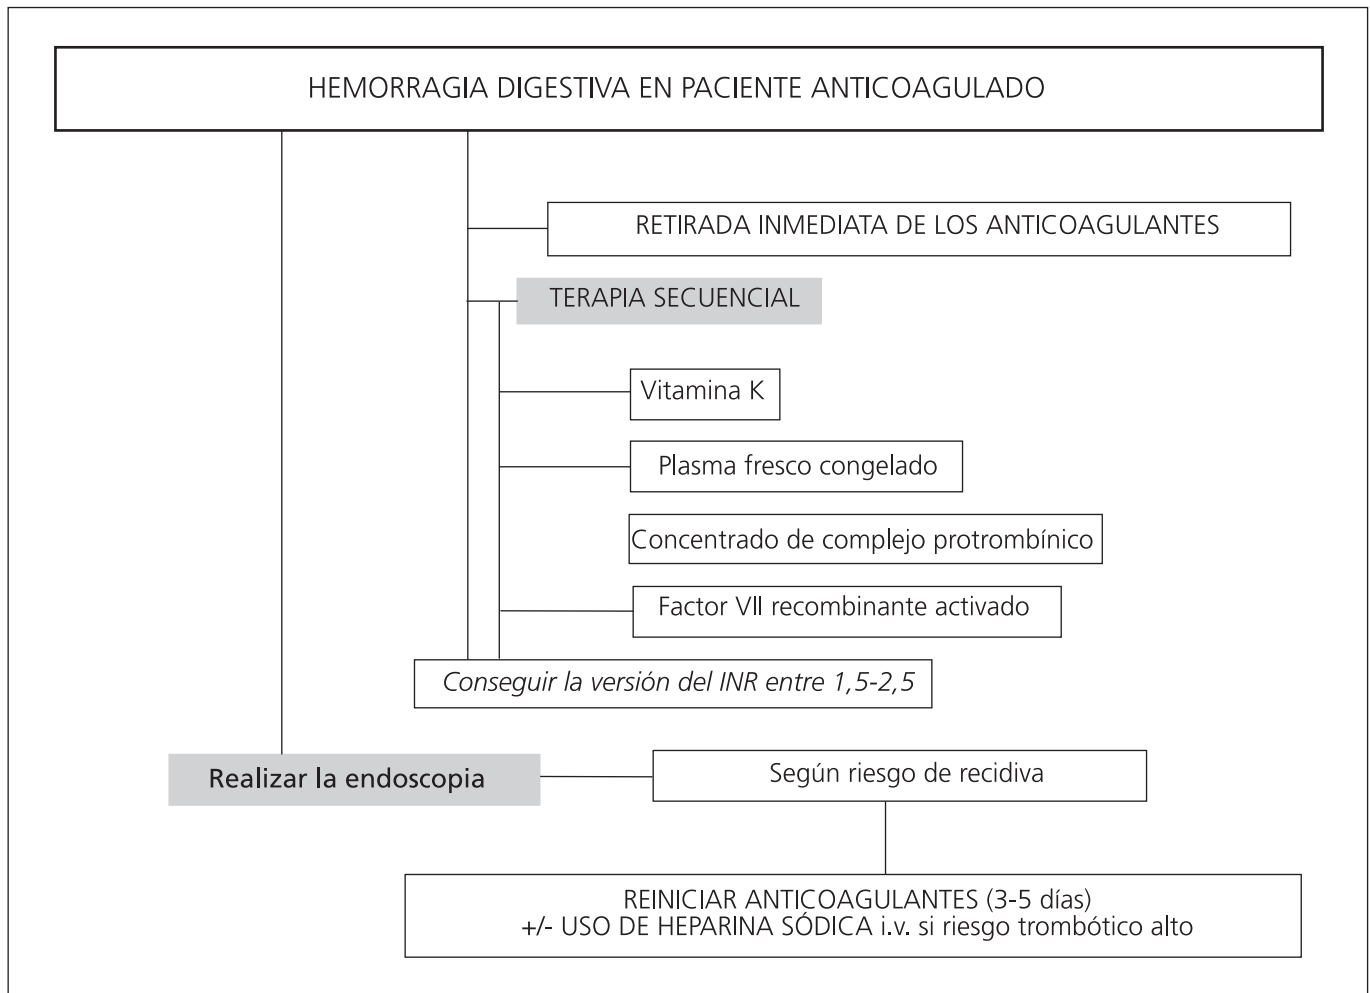 HEMORRAGIA DIGESTIVA EN PACIENTE ANTICOAGULADO
RETIRADA INMEDIATA DE LOS ANTICOAGULANTES
TERAPIA SECUENCIAL
Vitamina K
Plasma fresco congelado
Concentrado de complejo protrombínico
Factor VII recombinante activado
Conseguir la versión del INR entre 1,5-2,5
Realizar la endoscopia
Según riesgo de recidiva
REINICIAR ANTICOAGULANTES (3-5 días)
+/- USO DE HEPARINA SÓDICA i.v. si riesgo trombótico alto